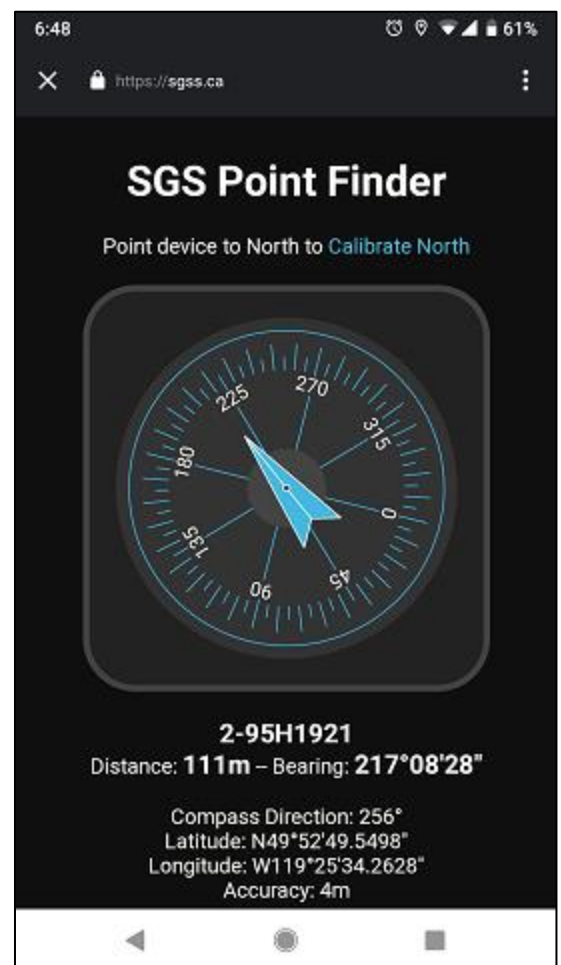 6:48 61%
https://sgss.ca
SGS Point Finder
Point device to North to Calibrate North
270
225
315
180
0
135
45
90
2-95H1921
Distance: 111m – Bearing: 217°08'28"
Compass Direction: 256°
Latitude: N49°52'49.5498"
Longitude: W119°25'34.2628"
Accuracy: 4m